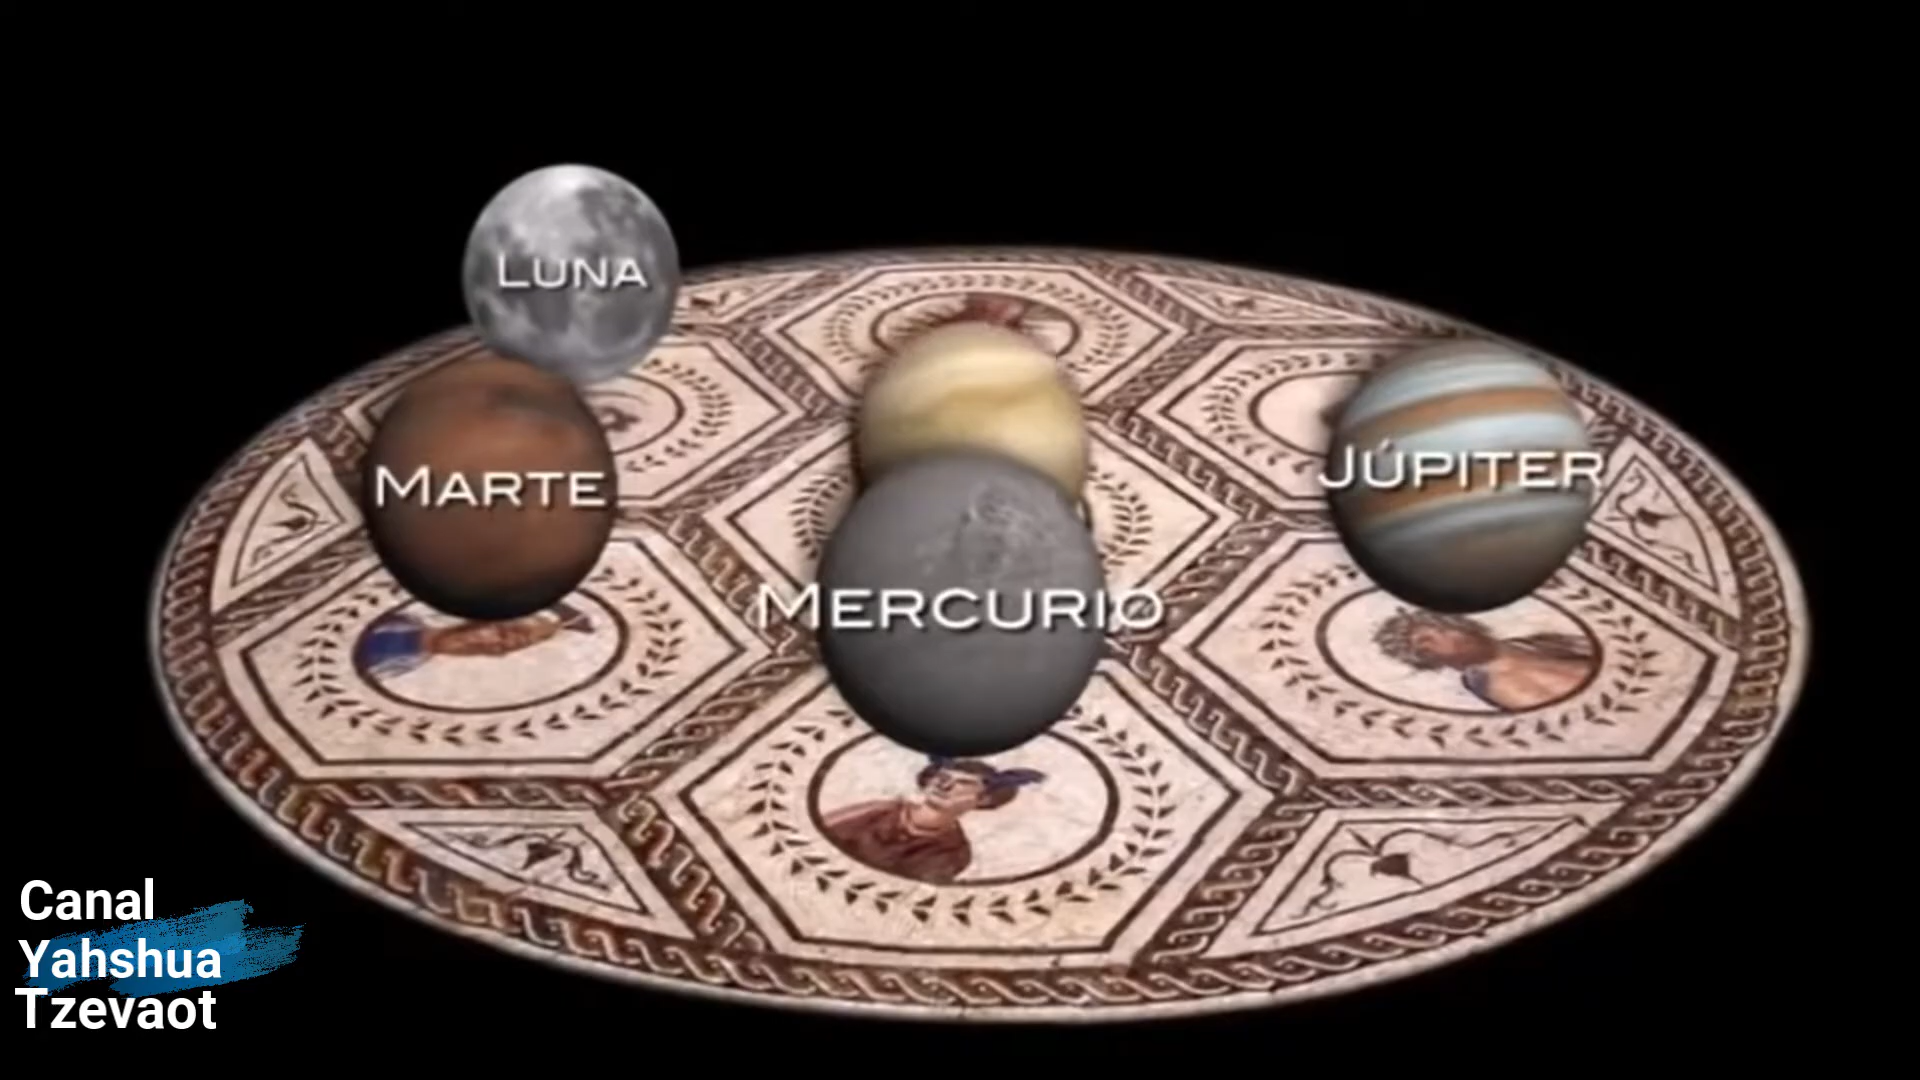 LUNA
MARTE
JÚPITER
MERCURIO
Canal
Yahshua
Tzevaot